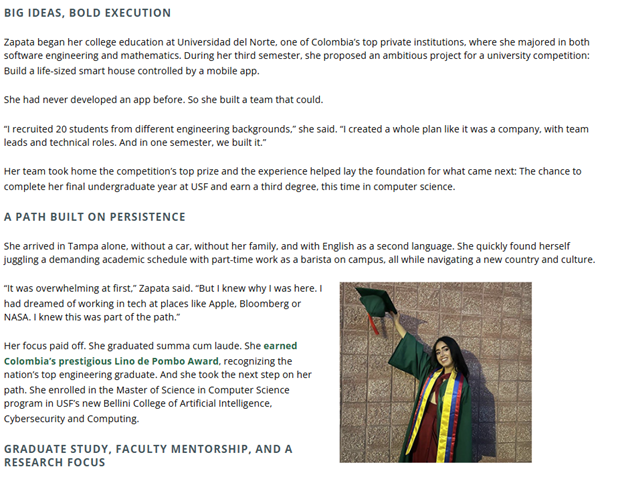 BIG IDEAS, BOLD EXECUTION
Zapata began her college education at Universidad del Norte, one of Colombia's top private institutions, where she majored in both
software engineering and mathematics. During her third semester, she proposed an ambitious project for a university competition:
Build a life-sized smart house controlled by a mobile app.
She had never developed an app before. So she built a team that could.
“I recruited 20 students from different engineering backgrounds,” she said. “I created a whole plan like it was a company, with team
leads and technical roles. And in one semester, we built it.”
Her team took home the competition's top prize and the experience helped lay the foundation for what came next: The chance to
complete her final undergraduate year at USF and earn a third degree, this time in computer science.
A PATH BUILT ON PERSISTENCE
She arrived in Tampa alone, without a car, without her family, and with English as a second language. She quickly found herself
juggling a demanding academic schedule with part-time work as a barista on campus, all while navigating a new country and culture.
“It was overwhelming at first,” Zapata said. “But I knew why I was here. I
had dreamed of working in tech at places like Apple, Bloomberg or
NASA. I knew this was part of the path.”
Her focus paid off. She graduated summa cum laude. She earned
Colombia's prestigious Lino de Pombo Award, recognizing the
nation's top engineering graduate. And she took the next step on her
path. She enrolled in the Master of Science in Computer Science
program in USF's new Bellini College of Artificial Intelligence,
Cybersecurity and Computing.
GRADUATE STUDY, FACULTY MENTORSHIP, AND A
RESEARCH FOCUS